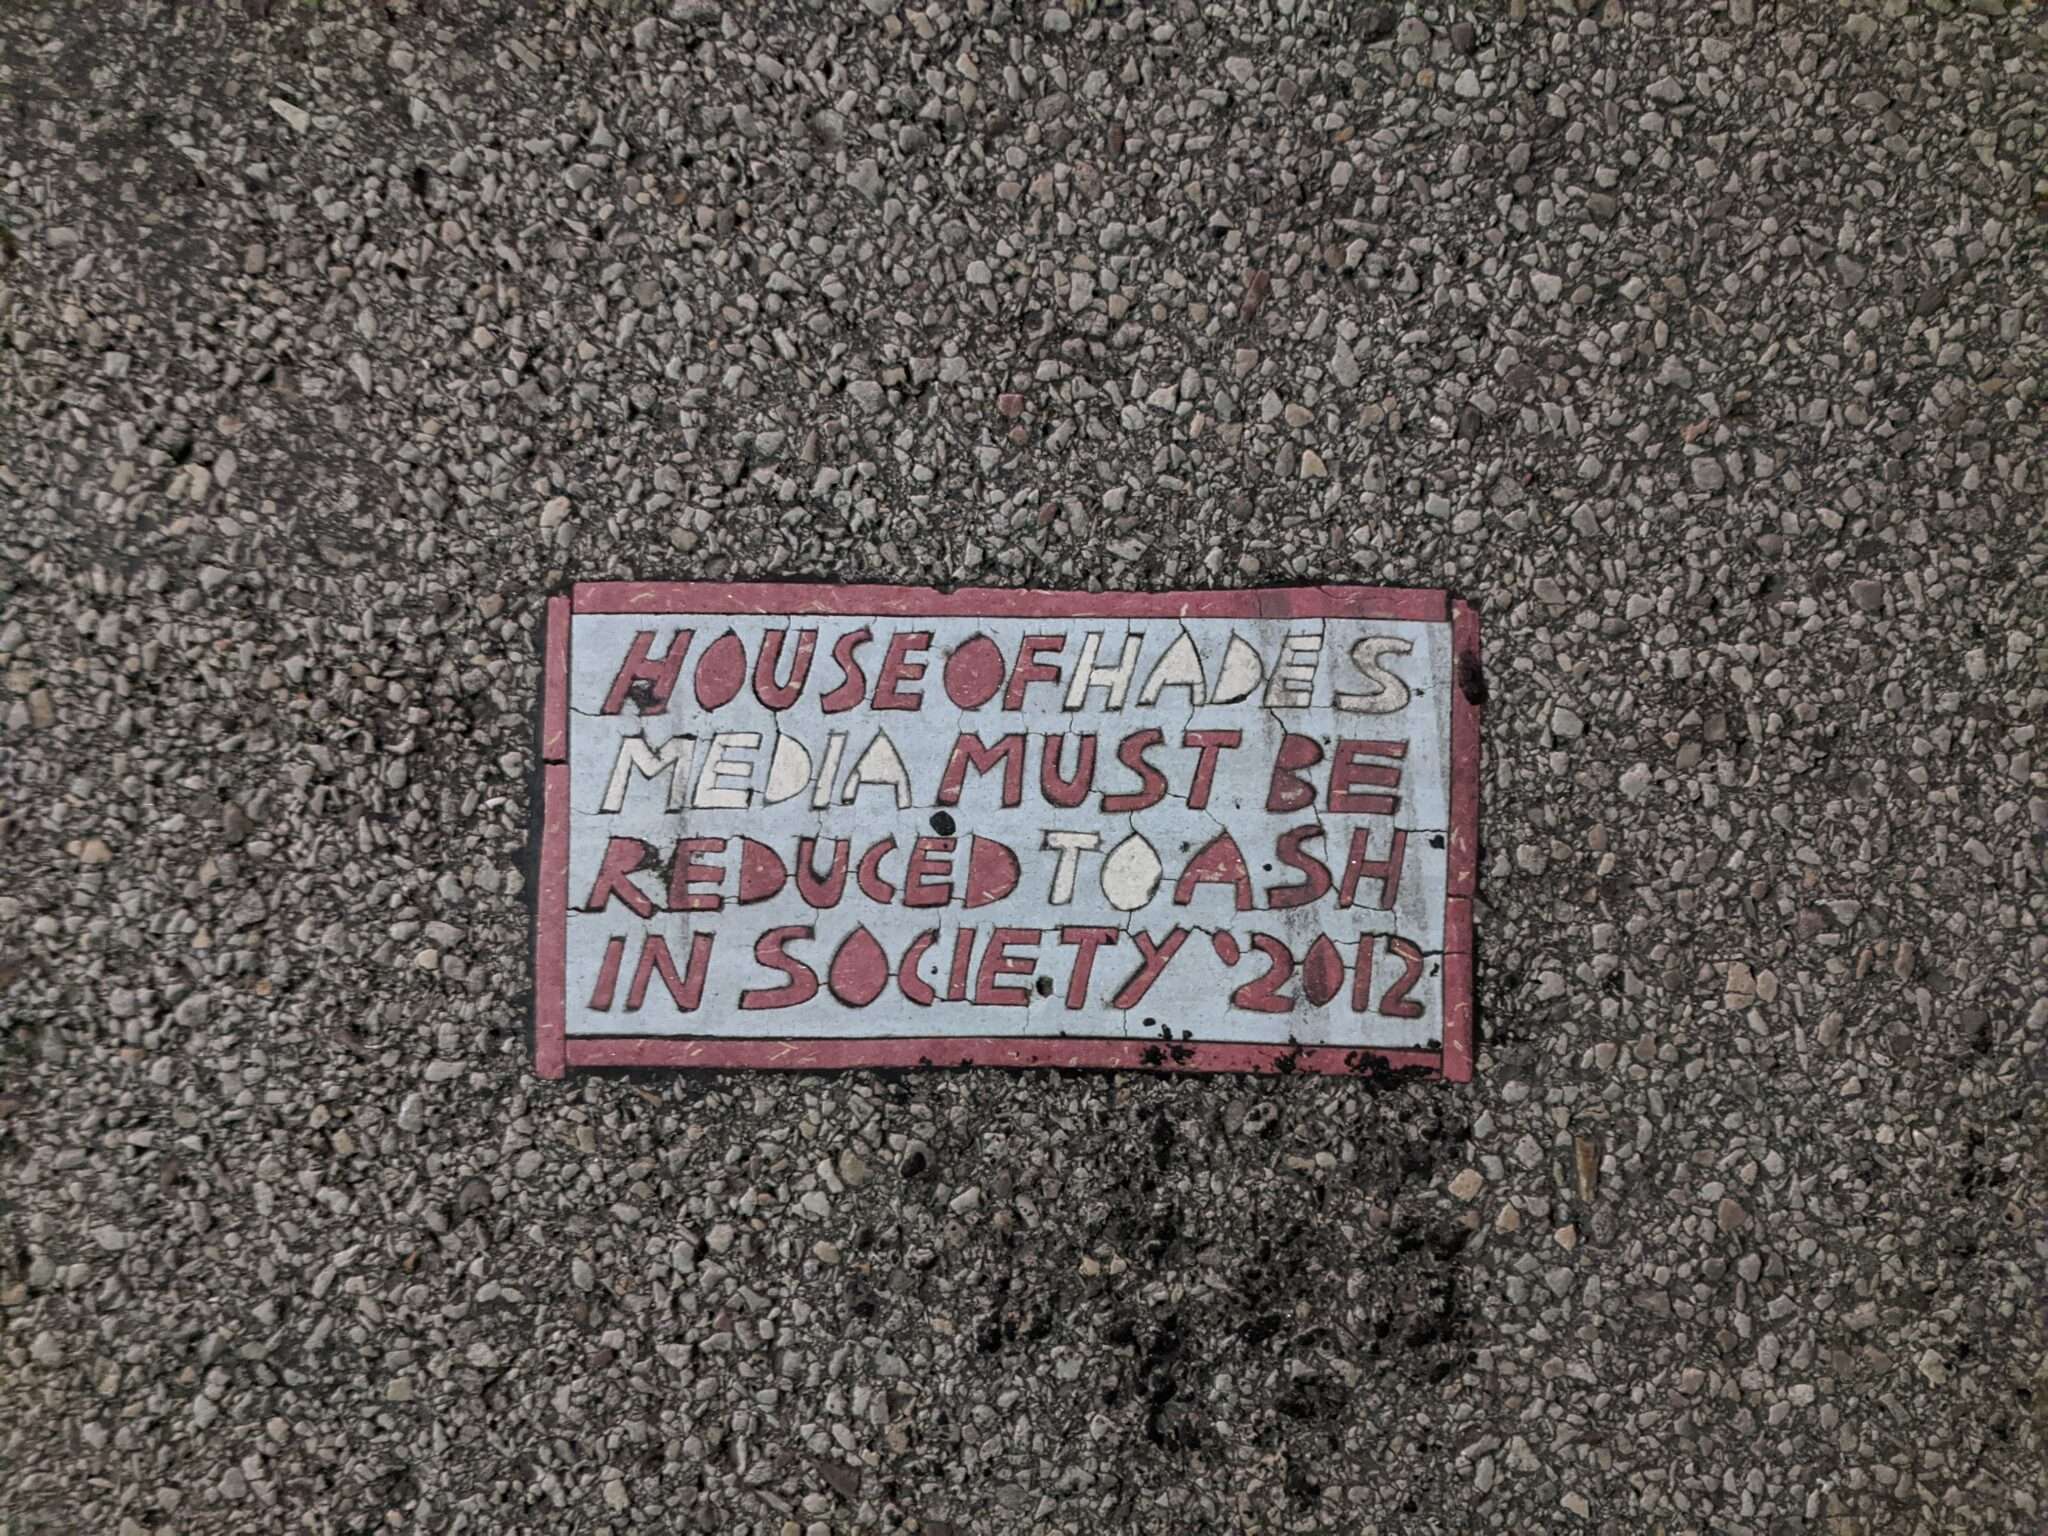 HOUSE OF HADES
MEDIA MUST BE
REDUCED TO ASH
IN SOCIETY '2012